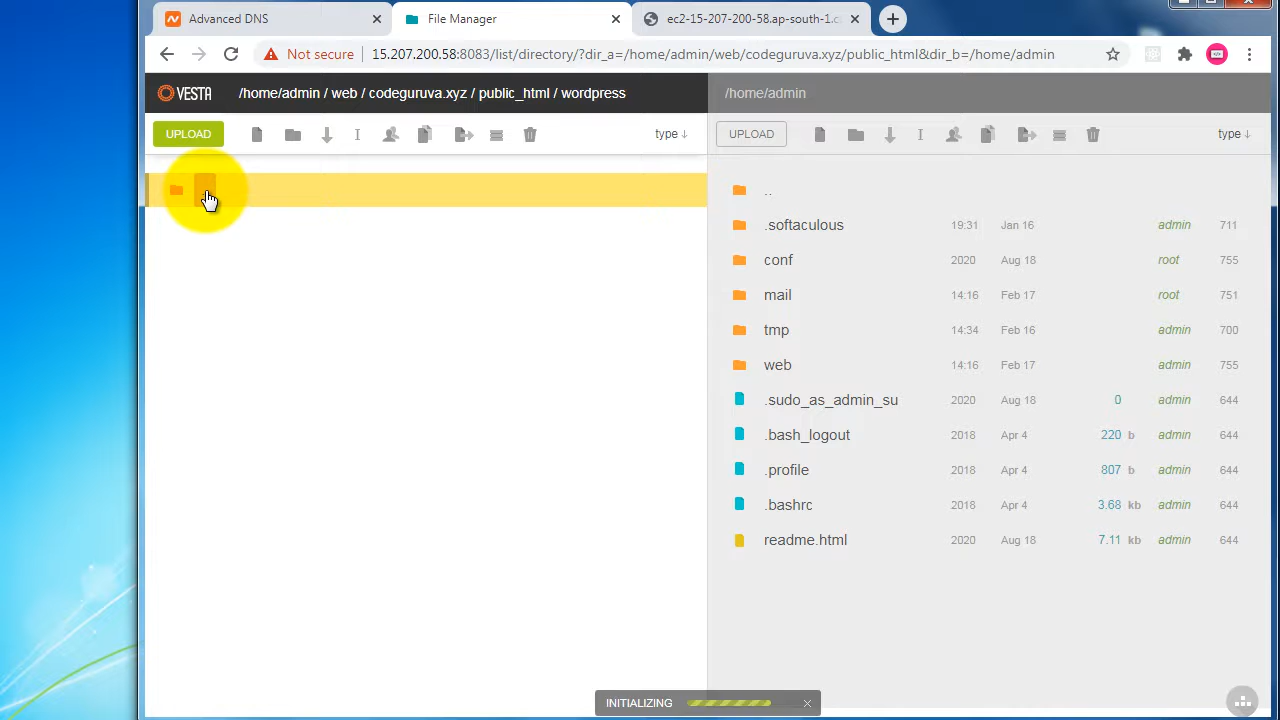 Advanced DNS
File Manager
ec2-15-207-200-58.ap-south-1.c
Not secure
15.207.200.58:8083/list/directory/?dir_a=/home/admin/web/codeguruva.xyz/public_html&dir_b=/home/admin
VESTA
/home/admin / web / codeguruva.xyz / public_html / wordpress
/home/admin
UPLOAD
type
UPLOAD
type
..
.softaculous 19:31 Jan 16 admin 711
conf 2020 Aug 18 root 755
mail 14:16 Feb 17 root 751
tmp 14:34 Feb 16 admin 700
web 14:16 Feb 17 admin 755
.sudo_as_admin_su 2020 Aug 18 0 admin 644
.bash_logout 2018 Apr 4 220 b admin 644
.profile 2018 Apr 4 807 b admin 644
.bashrc 2018 Apr 4 3.68 kb admin 644
readme.html 2020 Aug 18 7.11 kb admin 644
INITIALIZING